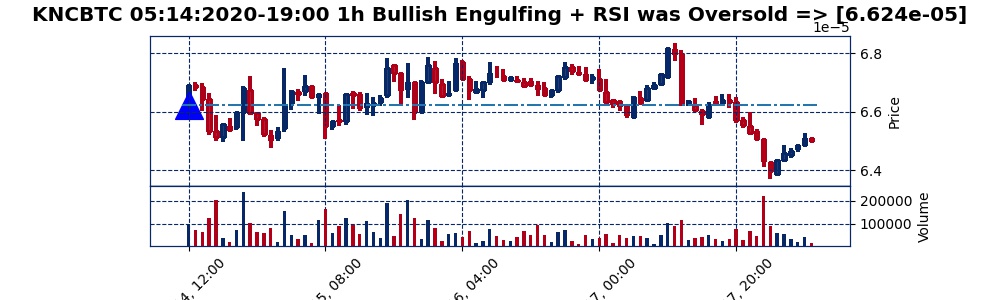 KNCBTC 05:14:2020-19:00 1h Bullish Engulfing + RSI was Oversold => [6.624e-05]
1e−5
6.8
6.6
6.4
Price
200000
100000
Volume
4, 12:00
5, 08:00
6, 04:00
7, 00:00
7, 20:00